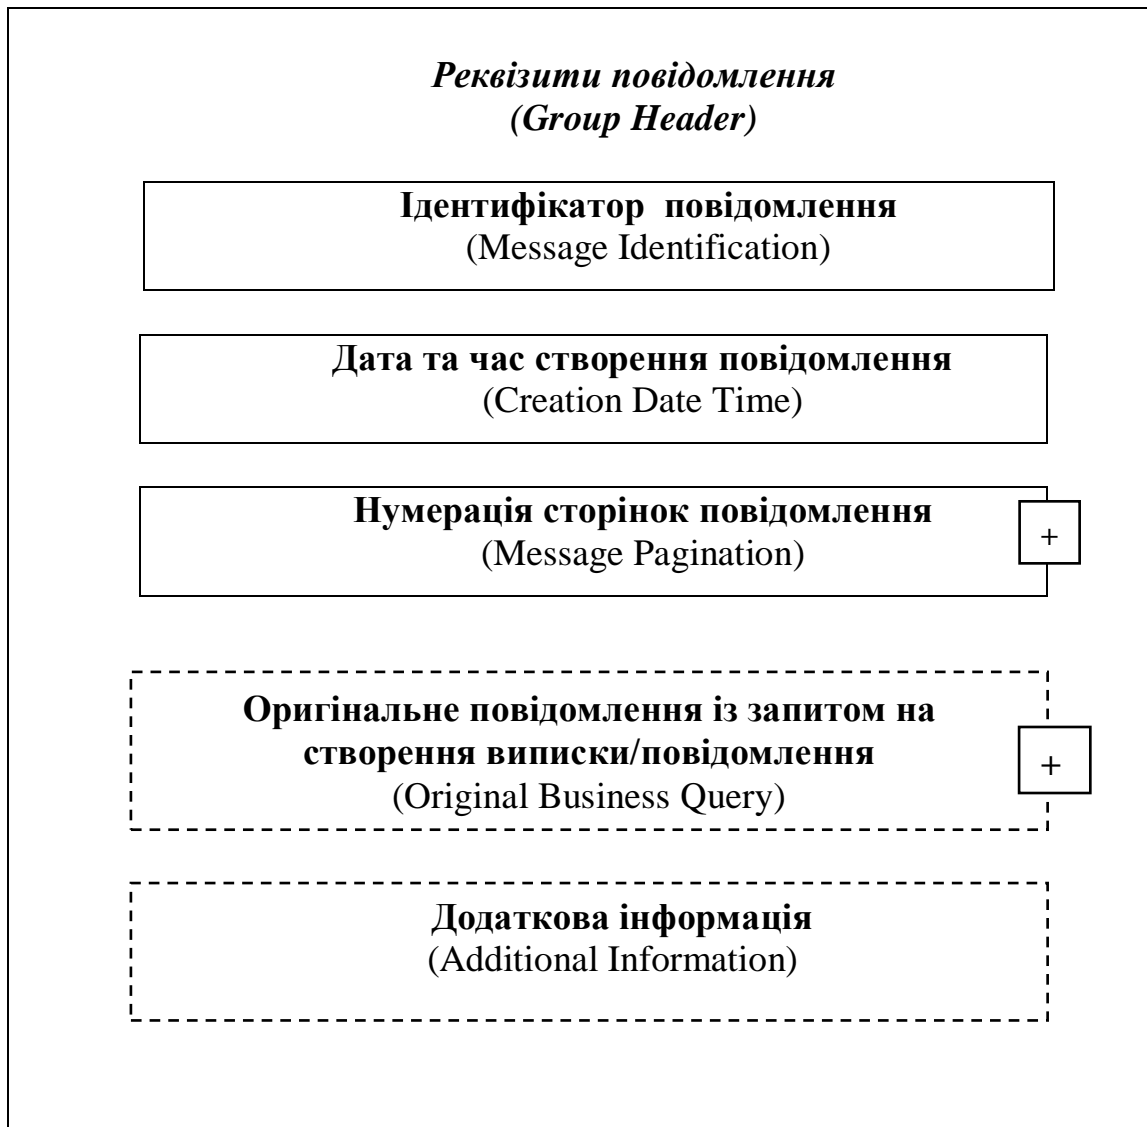 Реквізити повідомлення
(Group Header)
Ідентифікатор повідомлення
(Message Identification)
Дата та час створення повідомлення
(Creation Date Time)
Нумерація сторінок повідомлення
+
(Message Pagination)
Оригінальне повідомлення із запитом на
створення виписки/повідомлення
+
(Original Business Query)
Додаткова інформація
(Additional Information)